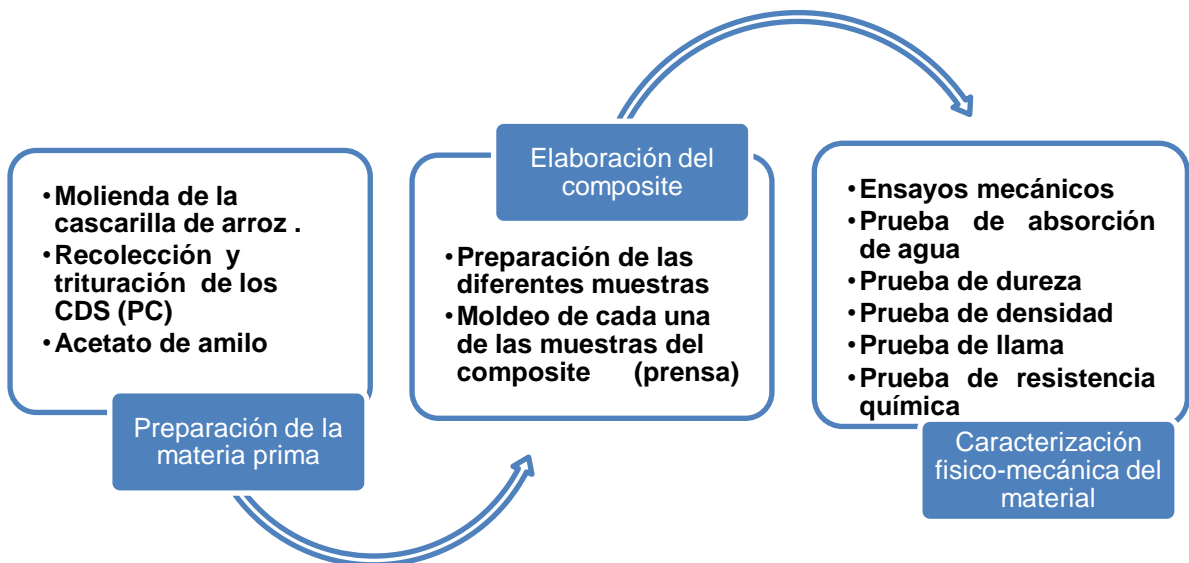 •Molienda de la
cascarilla de arroz .
•Recolección y
trituración de los
CDS (PC)
•Acetato de amilo
Preparación de la
materia prima
Elaboración del
composite
•Preparación de las
diferentes muestras
•Moldeo de cada una
de las muestras del
composite (prensa)
•Ensayos mecánicos
•Prueba de absorción
de agua
•Prueba de dureza
•Prueba de densidad
•Prueba de llama
•Prueba de resistencia
química
Caracterización
fisico-mecánica del
material